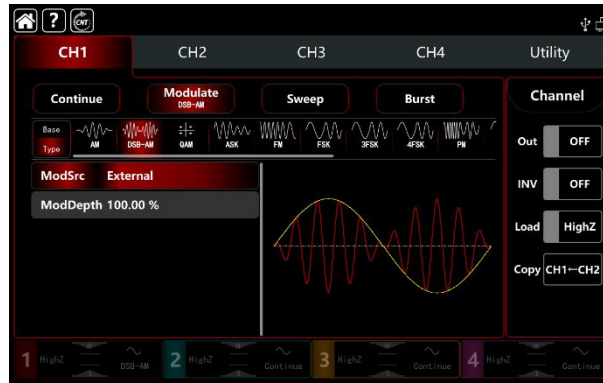 ? CNT
CH1 CH2 CH3 CH4 Utility
Continue Modulate Sweep Burst Channel
DSB-AM
Base
Type AM DSB-AM QAM ASK FM FSK 3FSK 4FSK PM
ModSrc External
ModDepth 100.00 %
Out OFF
INV OFF
Load HighZ
Copy CH1←CH2
1 HighZ DSB-AM 2 HighZ Continue 3 HighZ Continue 4 HighZ Continue